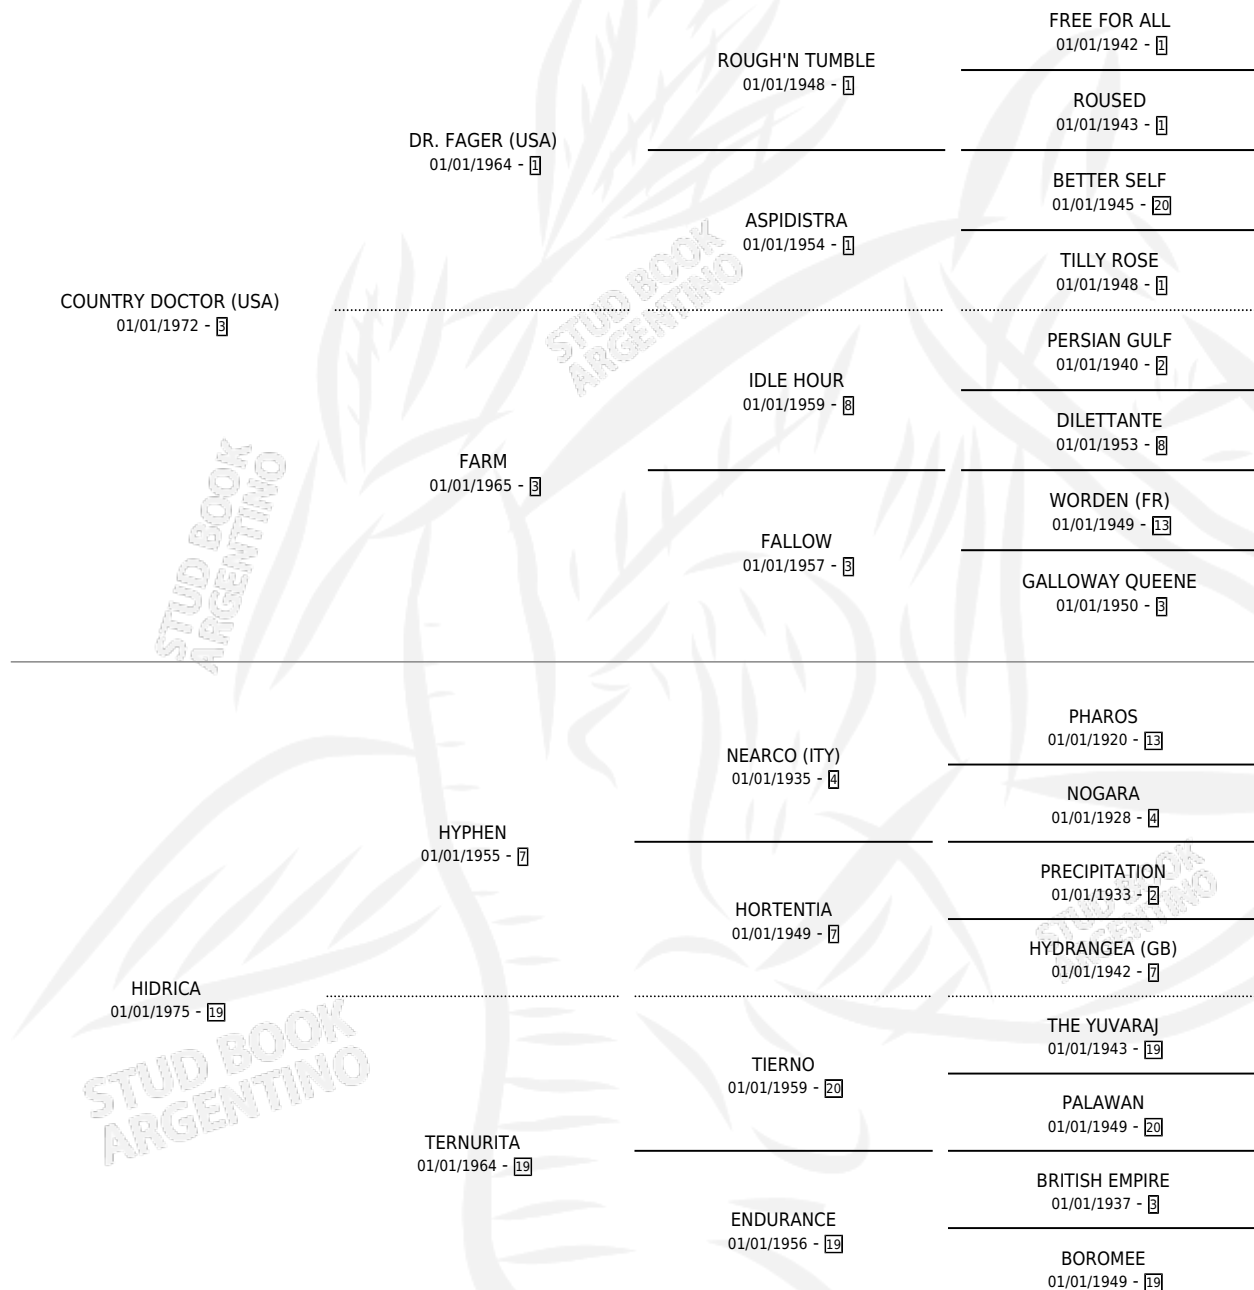 FREE FOR ALL
01/01/1942 - 1
ROUGH'N TUMBLE
01/01/1948 - 1
ROUSED
01/01/1943 - 1
DR. FAGER (USA)
01/01/1964 - 1
BETTER SELF
01/01/1945 - 20
ASPIDISTRA
01/01/1954 - 1
TILLY ROSE
01/01/1948 - 1
COUNTRY DOCTOR (USA)
01/01/1972 - 3
PERSIAN GULF
01/01/1940 - 2
IDLE HOUR
01/01/1959 - 8
DILETTANTE
01/01/1953 - 8
FARM
01/01/1965 - 3
WORDEN (FR)
01/01/1949 - 13
FALLOW
01/01/1957 - 3
GALLOWAY QUEENE
01/01/1950 - 3
PHAROS
01/01/1920 - 13
NEARCO (ITY)
01/01/1935 - 4
NOGARA
01/01/1928 - 4
HYPHEN
01/01/1955 - 7
PRECIPITATION
01/01/1933 - 2
HORTENTIA
01/01/1949 - 7
HYDRANGEA (GB)
01/01/1942 - 7
HIDRICA
01/01/1975 - 19
THE YUVARAJ
01/01/1943 - 19
TIERNO
01/01/1959 - 20
PALAWAN
01/01/1949 - 20
TERNURITA
01/01/1964 - 19
BRITISH EMPIRE
01/01/1937 - 3
ENDURANCE
01/01/1956 - 19
BOROMEE
01/01/1949 - 19
STUD BOOK
ARGENTINO
STUD BOOK
ARGENTINO
STUD BOOK
ARGENTINO
STUD BOOK
ARGENTINO